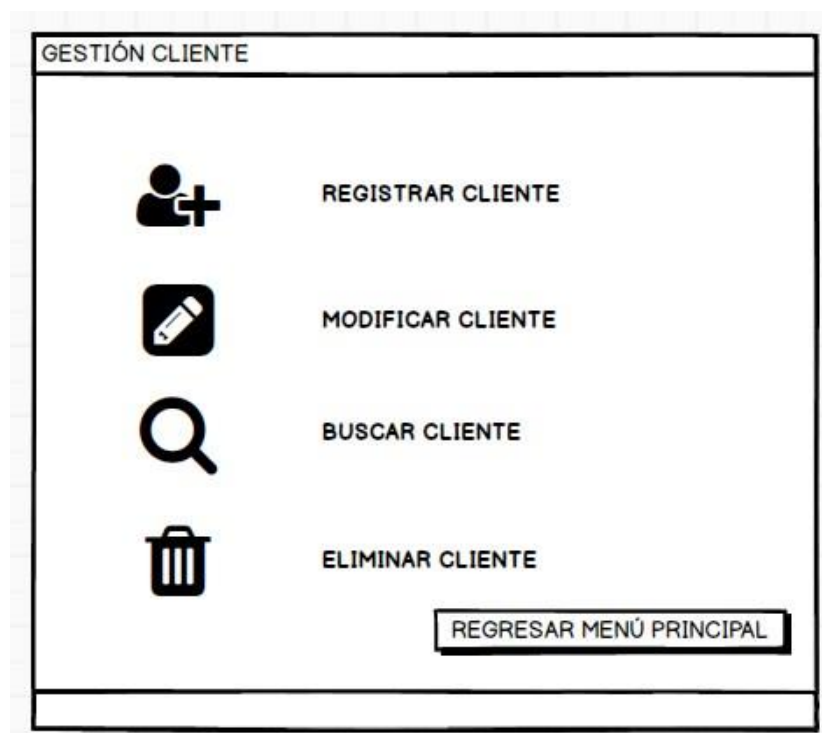 GESTIÓN CLIENTE
REGISTRAR CLIENTE
MODIFICAR CLIENTE
BUSCAR CLIENTE
ELIMINAR CLIENTE
REGRESAR MENÚ PRINCIPAL